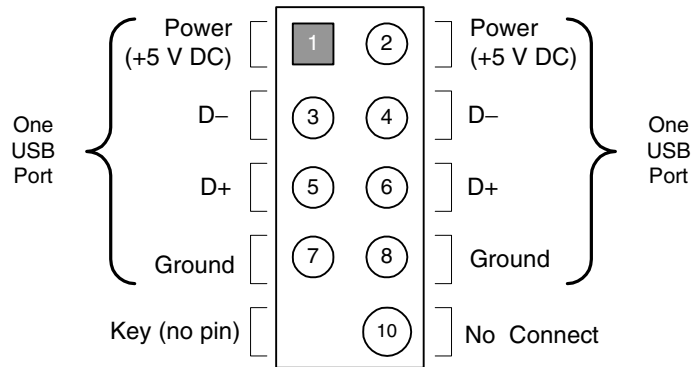 Power
(+5 V DC)
1
2
Power
(+5 V DC)
D–
3
4
D–
One
USB
Port
One
USB
Port
D+
5
6
D+
Ground
7
8
Ground
Key (no pin)
10
No Connect